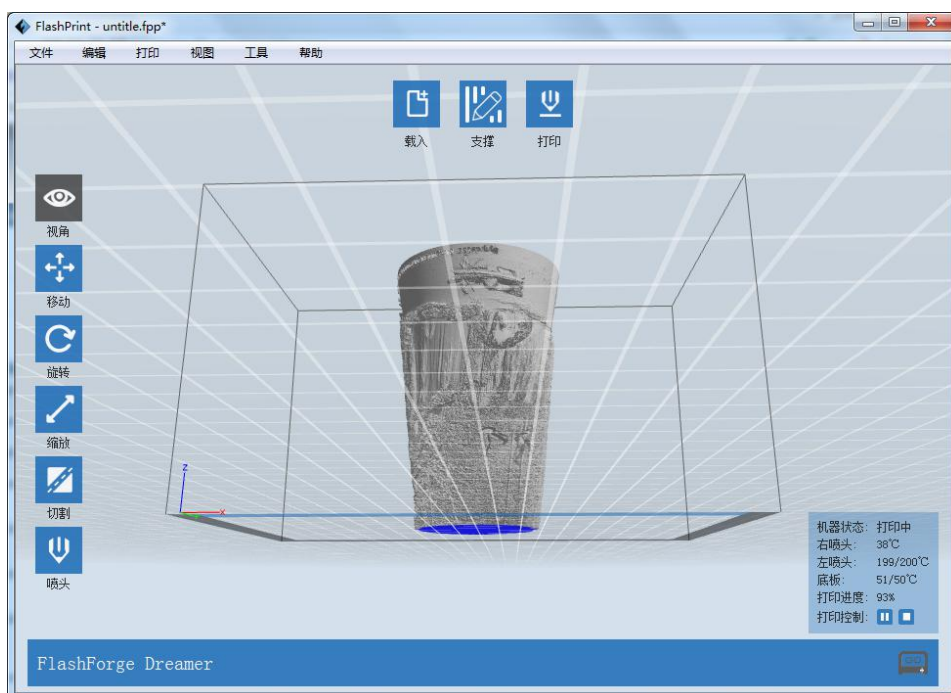 FlashPrint - untitle.fpp*
文件 编辑 打印 视图 工具 帮助
载入 支撑 打印
视角
移动
旋转
缩放
切割
喷头
z
x
机器状态: 打印中
右喷头: 38℃
左喷头: 199/200℃
底板: 51/50℃
打印进度: 93%
打印控制:
FlashForge Dreamer